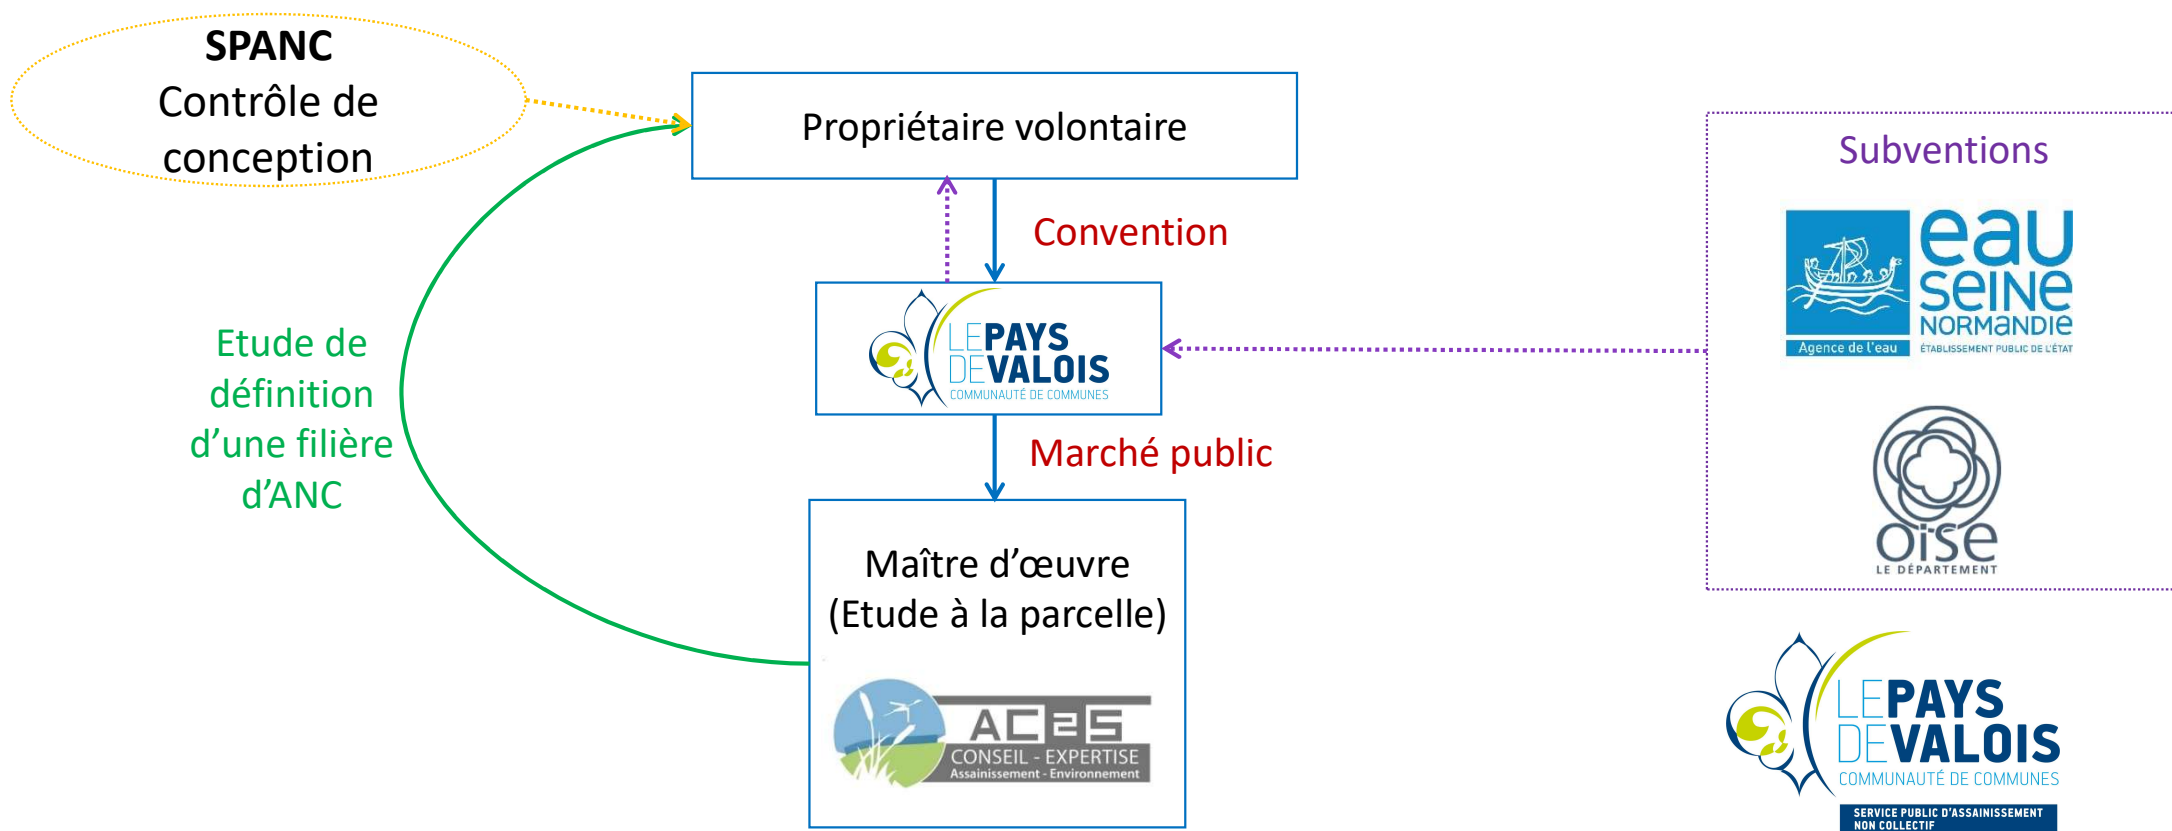 SPANC
Contrôle de
conception
Propriétaire volontaire
Subventions
Convention
eau
seine
NORMANDIE
Agence de l'eau
ÉTABLISSEMENT PUBLIC DE L'ÉTAT
LE PAYS
DE VALOIS
COMMUNAUTÉ DE COMMUNES
Etude de
définition
d'une filière
d'ANC
Marché public
oise
LE DÉPARTEMENT
Maître d'œuvre
(Etude à la parcelle)
AC2S
CONSEIL - EXPERTISE
Assainissement - Environnement
LE PAYS
DE VALOIS
COMMUNAUTÉ DE COMMUNES
SERVICE PUBLIC D'ASSAINISSEMENT
NON COLLECTIF